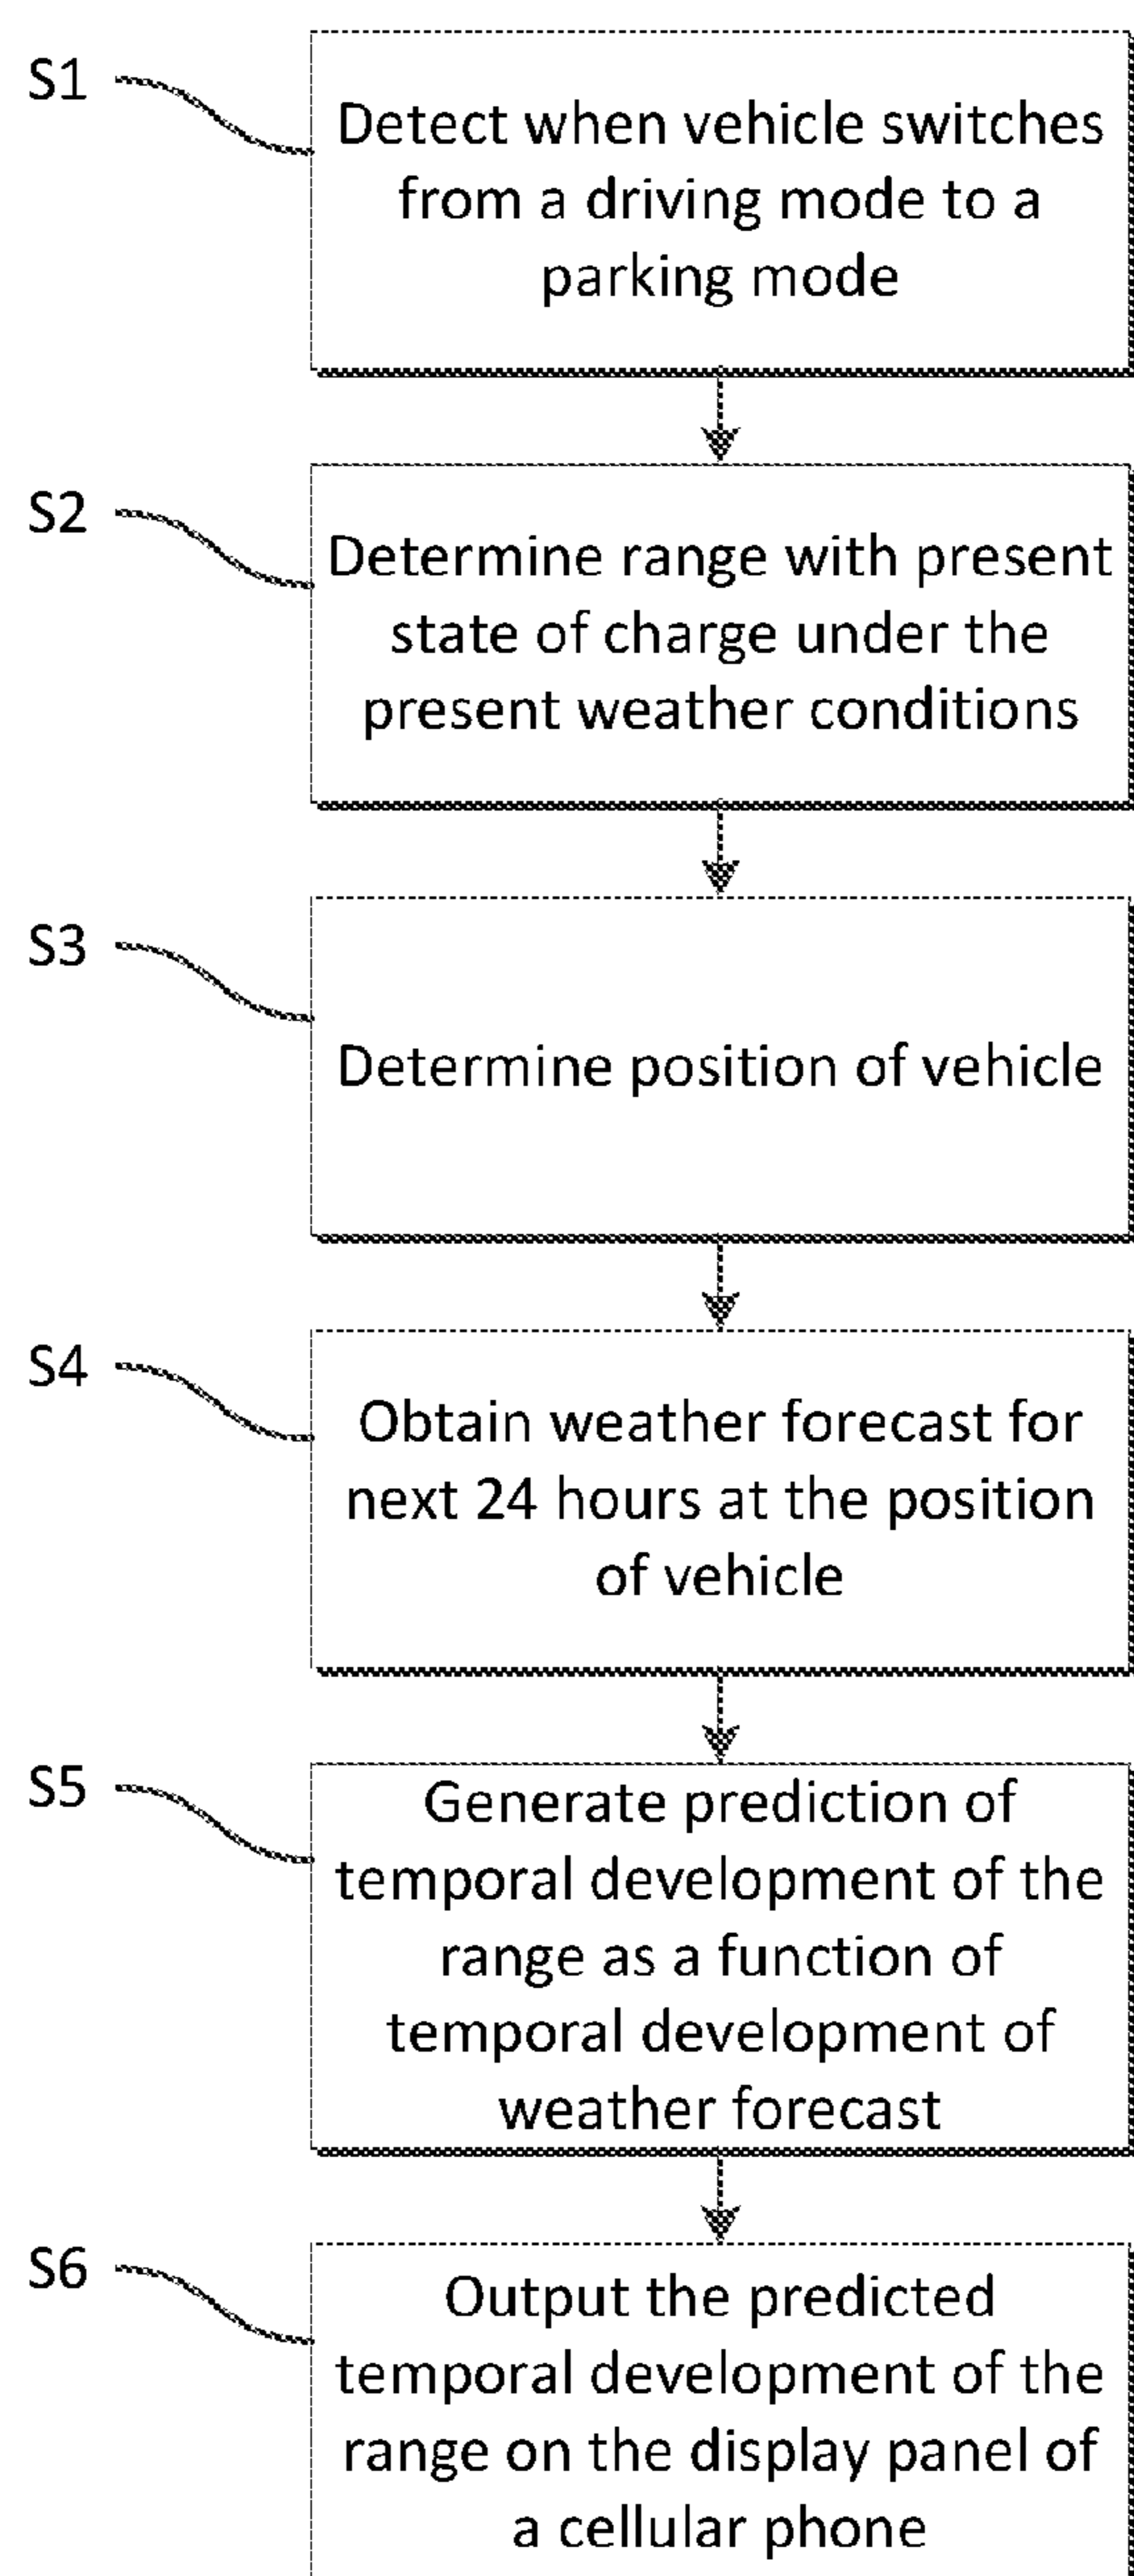 S1
Detect when vehicle switches
from a driving mode to a
parking mode
S2
Determine range with present
state of charge under the
present weather conditions
S3
Determine position of vehicle
S4
Obtain weather forecast for
next 24 hours at the position
of vehicle
S5
Generate prediction of
temporal development of the
range as a function of
temporal development of
weather forecast
S6
Output the predicted
temporal development of the
range on the display panel of
a cellular phone